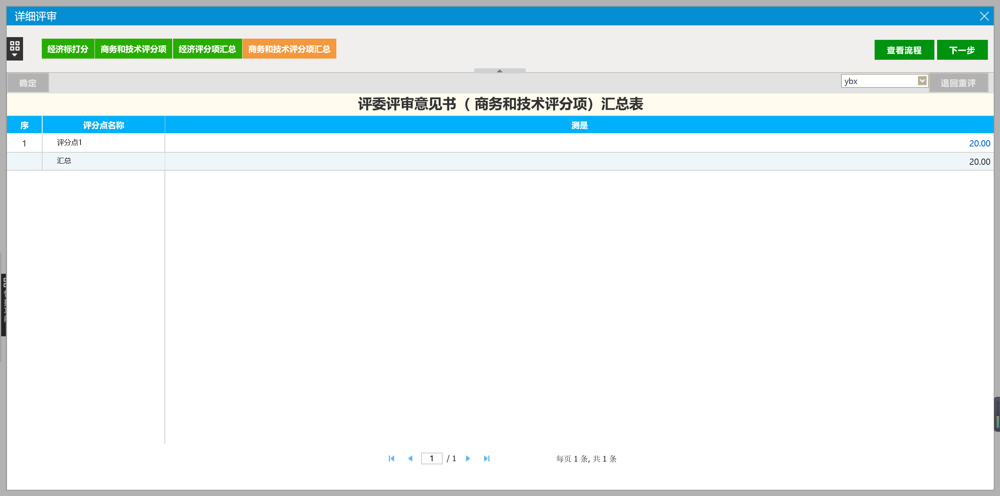 详细评审
经济标打分 商务和技术评分项 经济评分项汇总 商务和技术评分项汇总 查看流程 下一步
确定 ybx 退回重评
评委评审意见书（ 商务和技术评分项）汇总表
序 评分点名称 测是
1 评分点1 20.00
汇总 20.00
1 / 1 每页 1 条, 共 1 条